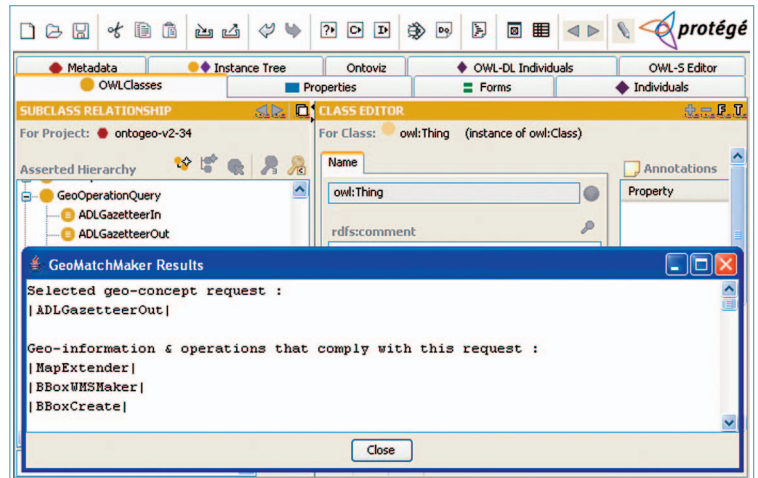 protégé
Metadata
Instance Tree
Ontoviz
OWL-DL Individuals
OWL-S Editor
OWLClasses
Properties
Forms
Individuals
SUBCLASS RELATIONSHIP
CLASS EDITOR
F. T.
For Project: ontogeo-v2-34
For Class: owl:Thing (instance of owl:Class)
Asserted Hierarchy
Name
Annotations
GeoOperationQuery
owl:Thing
Property
ADLGazetteerIn
ADLGazetteerOut
rdfs:comment
GeoMatchMaker Results
Selected geo-concept request :
|ADLGazetteerOut|
Geo-information & operations that comply with this request :
|MapExtender|
|BBoxWMSMaker|
|BBoxCreate|
Close